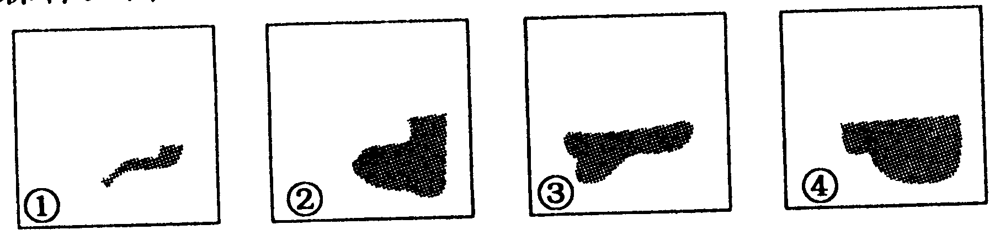 ① ② ③ ④